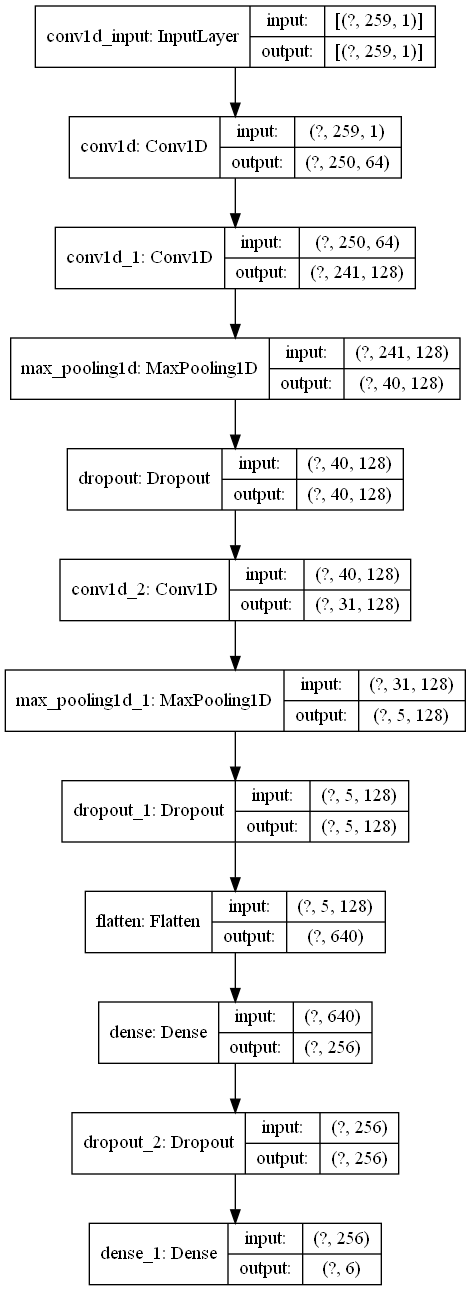 conv1d_input: InputLayer input: [(?, 259, 1)]
output: [(?, 259, 1)]
conv1d: Conv1D input: (?, 259, 1)
output: (?, 250, 64)
conv1d_1: Conv1D input: (?, 250, 64)
output: (?, 241, 128)
max_pooling1d: MaxPooling1D input: (?, 241, 128)
output: (?, 40, 128)
dropout: Dropout input: (?, 40, 128)
output: (?, 40, 128)
conv1d_2: Conv1D input: (?, 40, 128)
output: (?, 31, 128)
max_pooling1d_1: MaxPooling1D input: (?, 31, 128)
output: (?, 5, 128)
dropout_1: Dropout input: (?, 5, 128)
output: (?, 5, 128)
flatten: Flatten input: (?, 5, 128)
output: (?, 640)
dense: Dense input: (?, 640)
output: (?, 256)
dropout_2: Dropout input: (?, 256)
output: (?, 256)
dense_1: Dense input: (?, 256)
output: (?, 6)